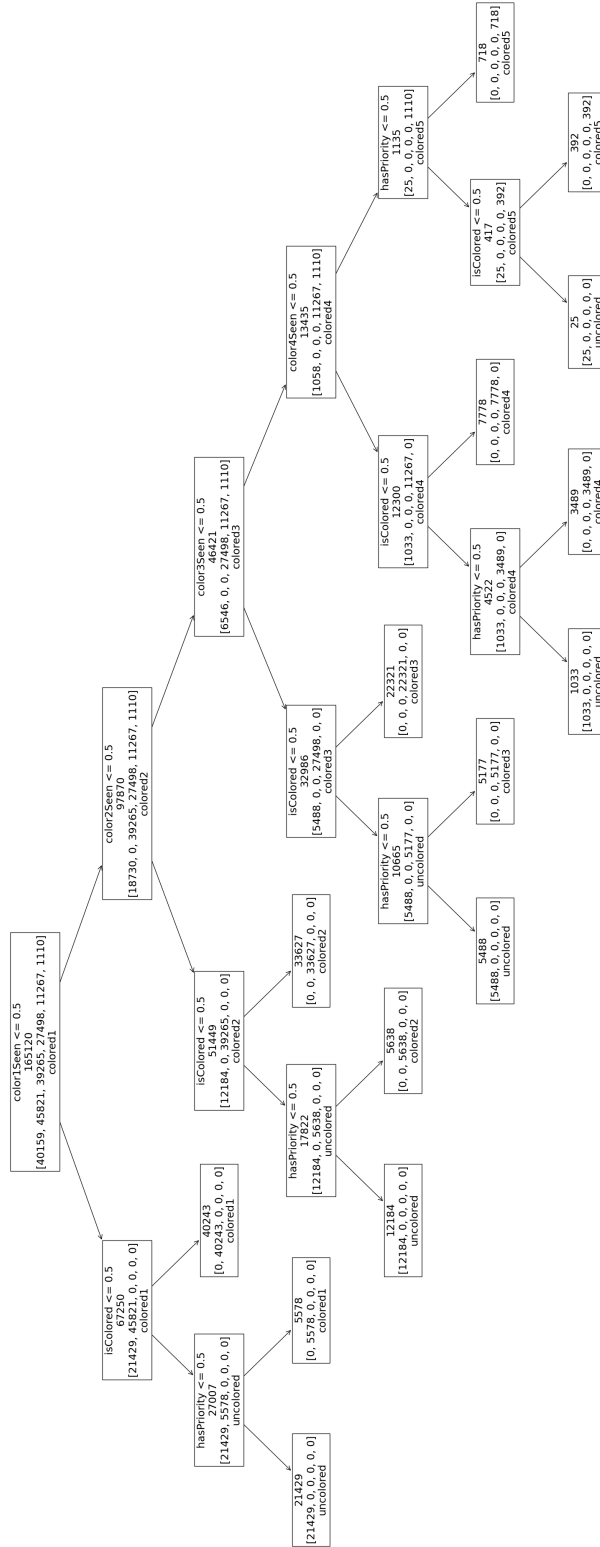 color1Seen <= 0.5
165120
[40159, 45821, 39265, 27498, 11267, 1110]
colored1
isColored <= 0.5
67250
[21429, 45821, 0, 0, 0, 0]
colored1
color2Seen <= 0.5
97870
[18730, 0, 39265, 27498, 11267, 1110]
colored2
hasPriority <= 0.5
27007
[21429, 5578, 0, 0, 0, 0]
uncolored
40243
[0, 40243, 0, 0, 0, 0]
colored1
isColored <= 0.5
51449
[12184, 0, 39265, 0, 0, 0]
colored2
color3Seen <= 0.5
46421
[6546, 0, 0, 27498, 11267, 1110]
colored3
21429
[21429, 0, 0, 0, 0, 0]
uncolored
5578
[0, 5578, 0, 0, 0, 0]
colored1
hasPriority <= 0.5
17822
[12184, 0, 5638, 0, 0, 0]
uncolored
33627
[0, 0, 33627, 0, 0, 0]
colored2
isColored <= 0.5
32986
[5488, 0, 0, 27498, 0, 0]
colored3
color4Seen <= 0.5
13435
[1058, 0, 0, 0, 11267, 1110]
colored4
12184
[12184, 0, 0, 0, 0, 0]
uncolored
5638
[0, 0, 5638, 0, 0, 0]
colored2
hasPriority <= 0.5
10665
[5488, 0, 0, 5177, 0, 0]
uncolored
22321
[0, 0, 0, 22321, 0, 0]
colored3
isColored <= 0.5
12300
[1033, 0, 0, 0, 11267, 0]
colored4
hasPriority <= 0.5
1135
[25, 0, 0, 0, 0, 1110]
colored5
5488
[5488, 0, 0, 0, 0, 0]
uncolored
5177
[0, 0, 0, 5177, 0, 0]
colored3
hasPriority <= 0.5
4522
[1033, 0, 0, 0, 3489, 0]
colored4
7778
[0, 0, 0, 0, 7778, 0]
colored4
isColored <= 0.5
417
[25, 0, 0, 0, 0, 392]
colored5
718
[0, 0, 0, 0, 0, 718]
colored5
1033
[1033, 0, 0, 0, 0, 0]
uncolored
3489
[0, 0, 0, 0, 3489, 0]
colored4
25
[25, 0, 0, 0, 0, 0]
uncolored
392
[0, 0, 0, 0, 0, 392]
colored5